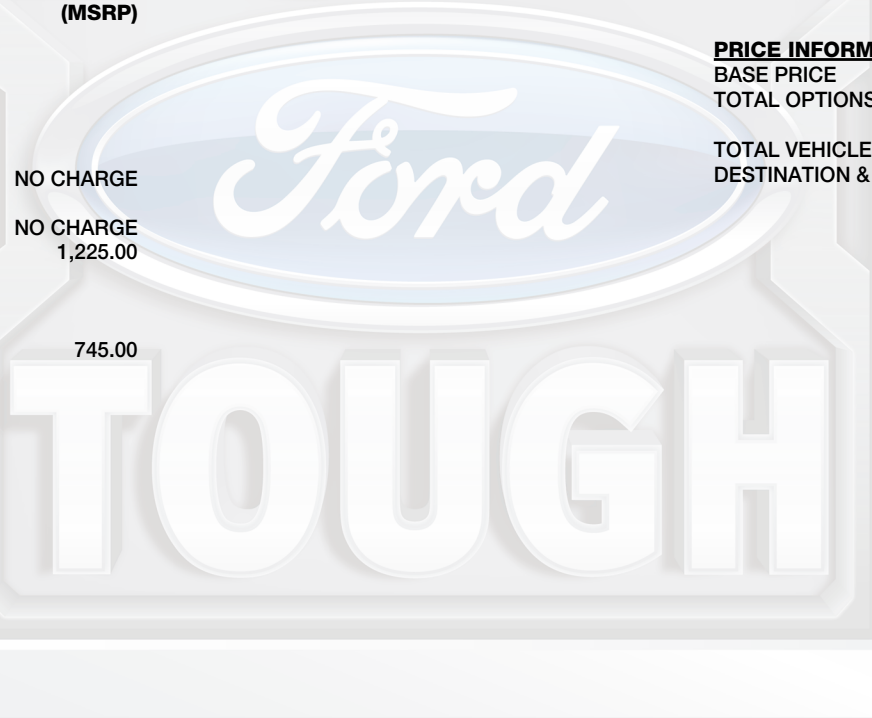 (MSRP)
PRICE INFORM
BASE PRICE
TOTAL OPTIONS
TOTAL VEHICLE
DESTINATION &
NO CHARGE
NO CHARGE
1,225.00
745.00
Ford
TOUGH